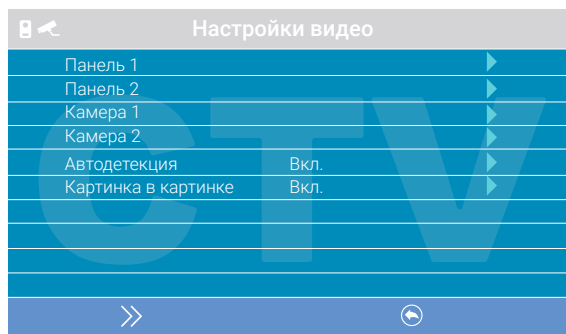 Настройки видео
Панель 1
Панель 2
Камера 1
Камера 2
Автодетекция Вкл.
Картинка в картинке Вкл.
CTV